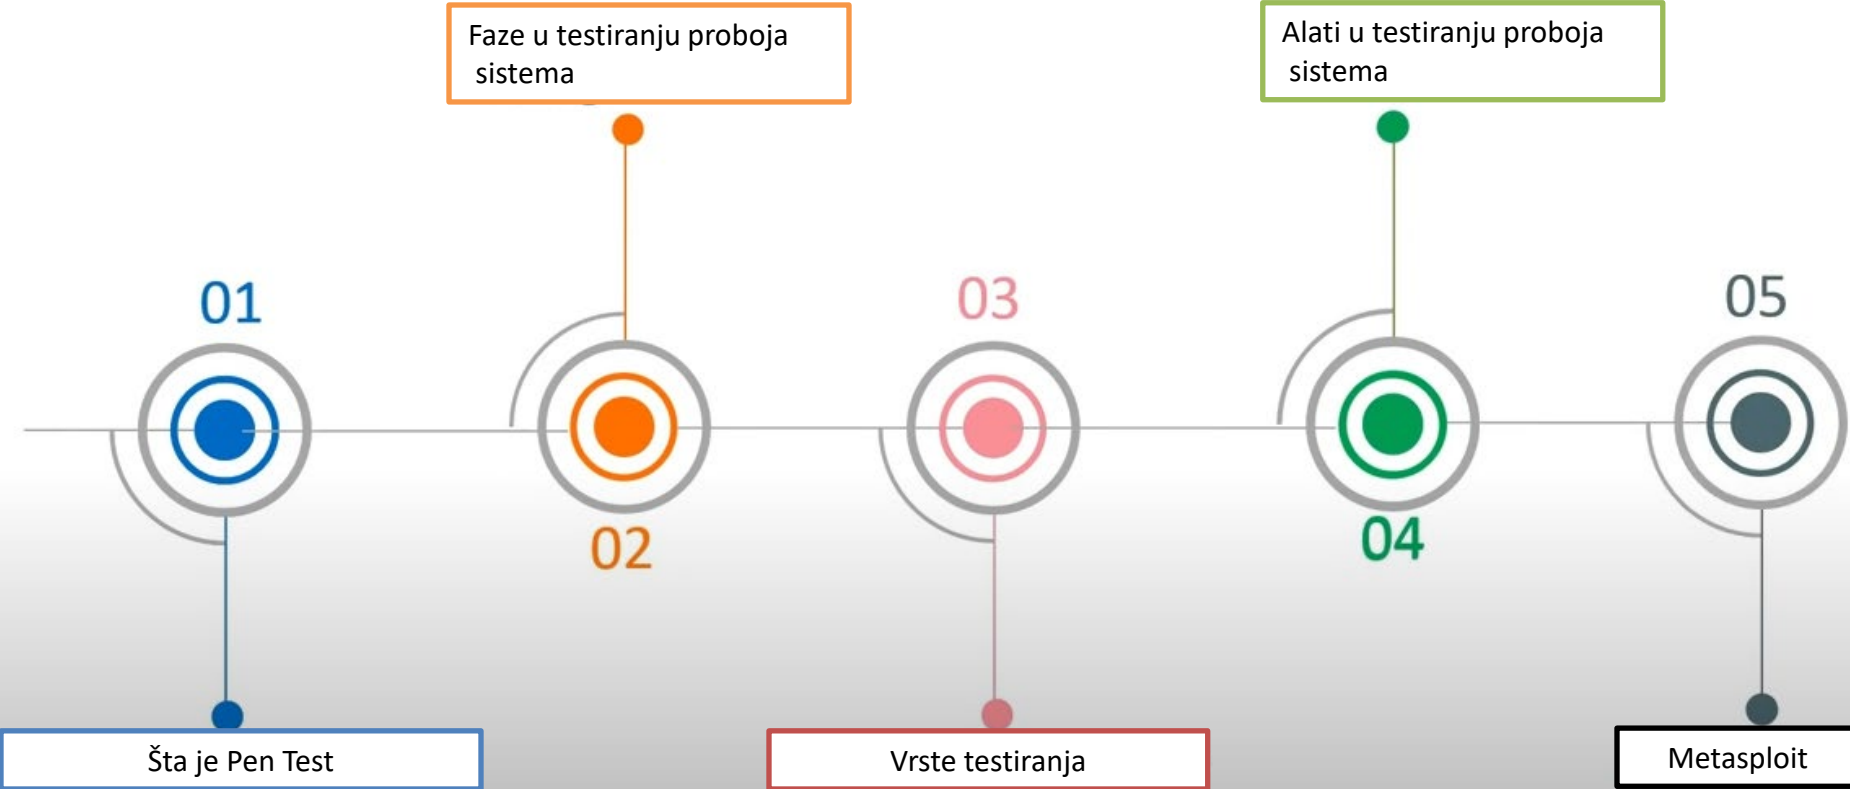 Faze u testiranju proboja
sistema
Alati u testiranju proboja
sistema
01
03
05
02
04
Šta je Pen Test
Vrste testiranja
Metasploit